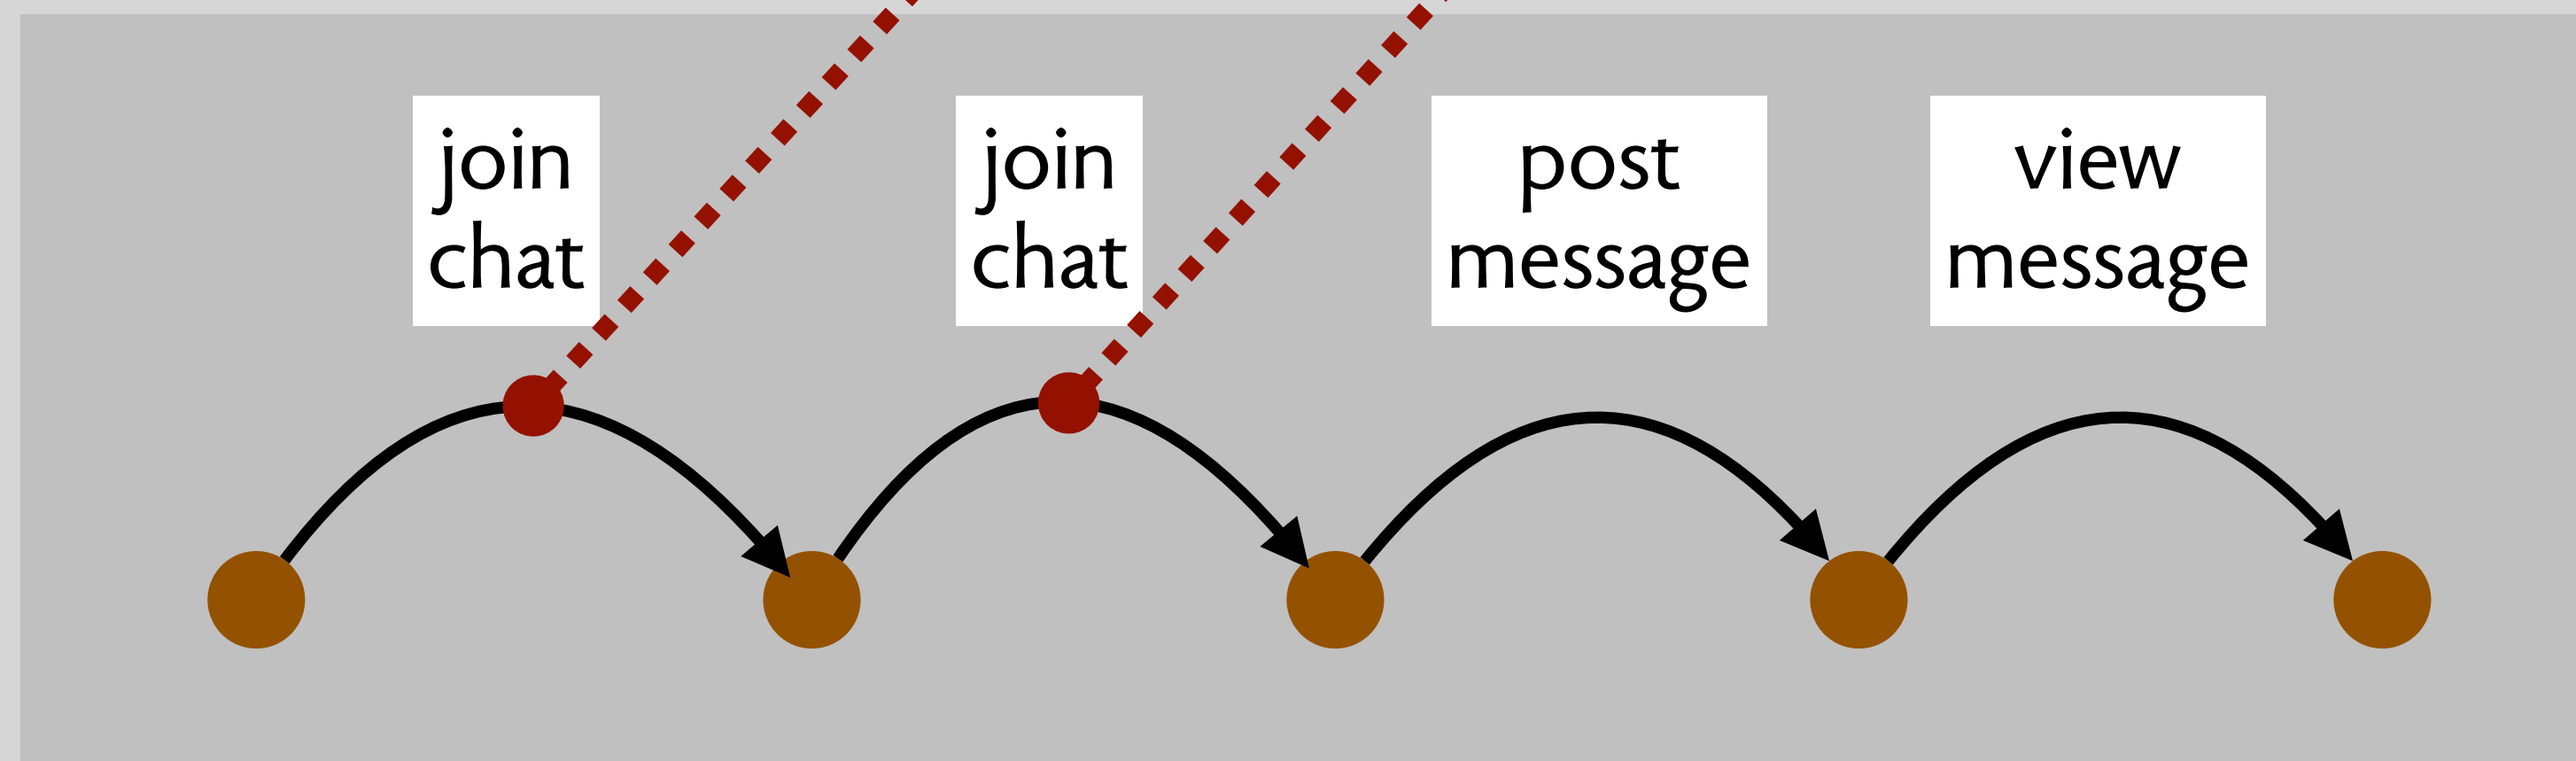 join
chat
join
chat
post
message
view
message